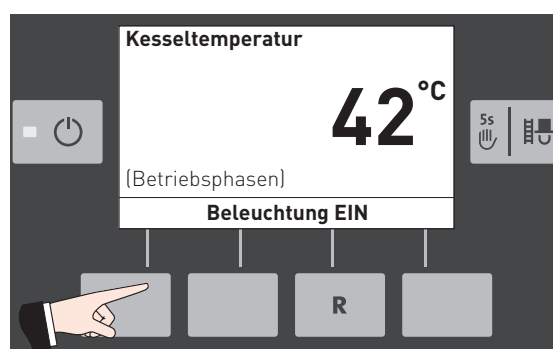 Kesseltemperatur
42°C
5s
(Betriebsphasen)
Beleuchtung EIN
R